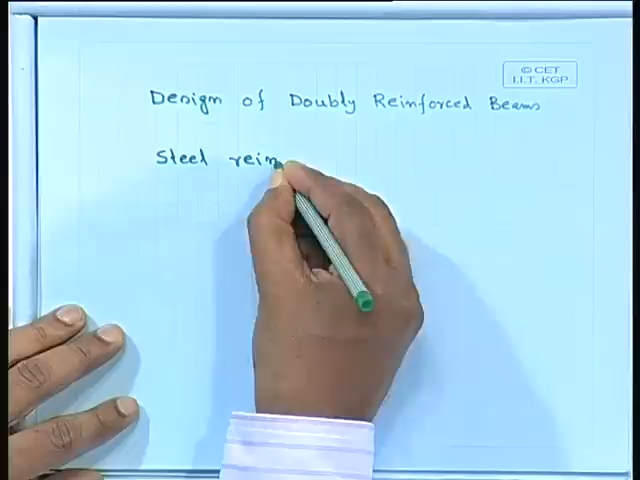 © CET
I.I.T. KGP
Design of Doubly Reinforced Beams
Steel rein